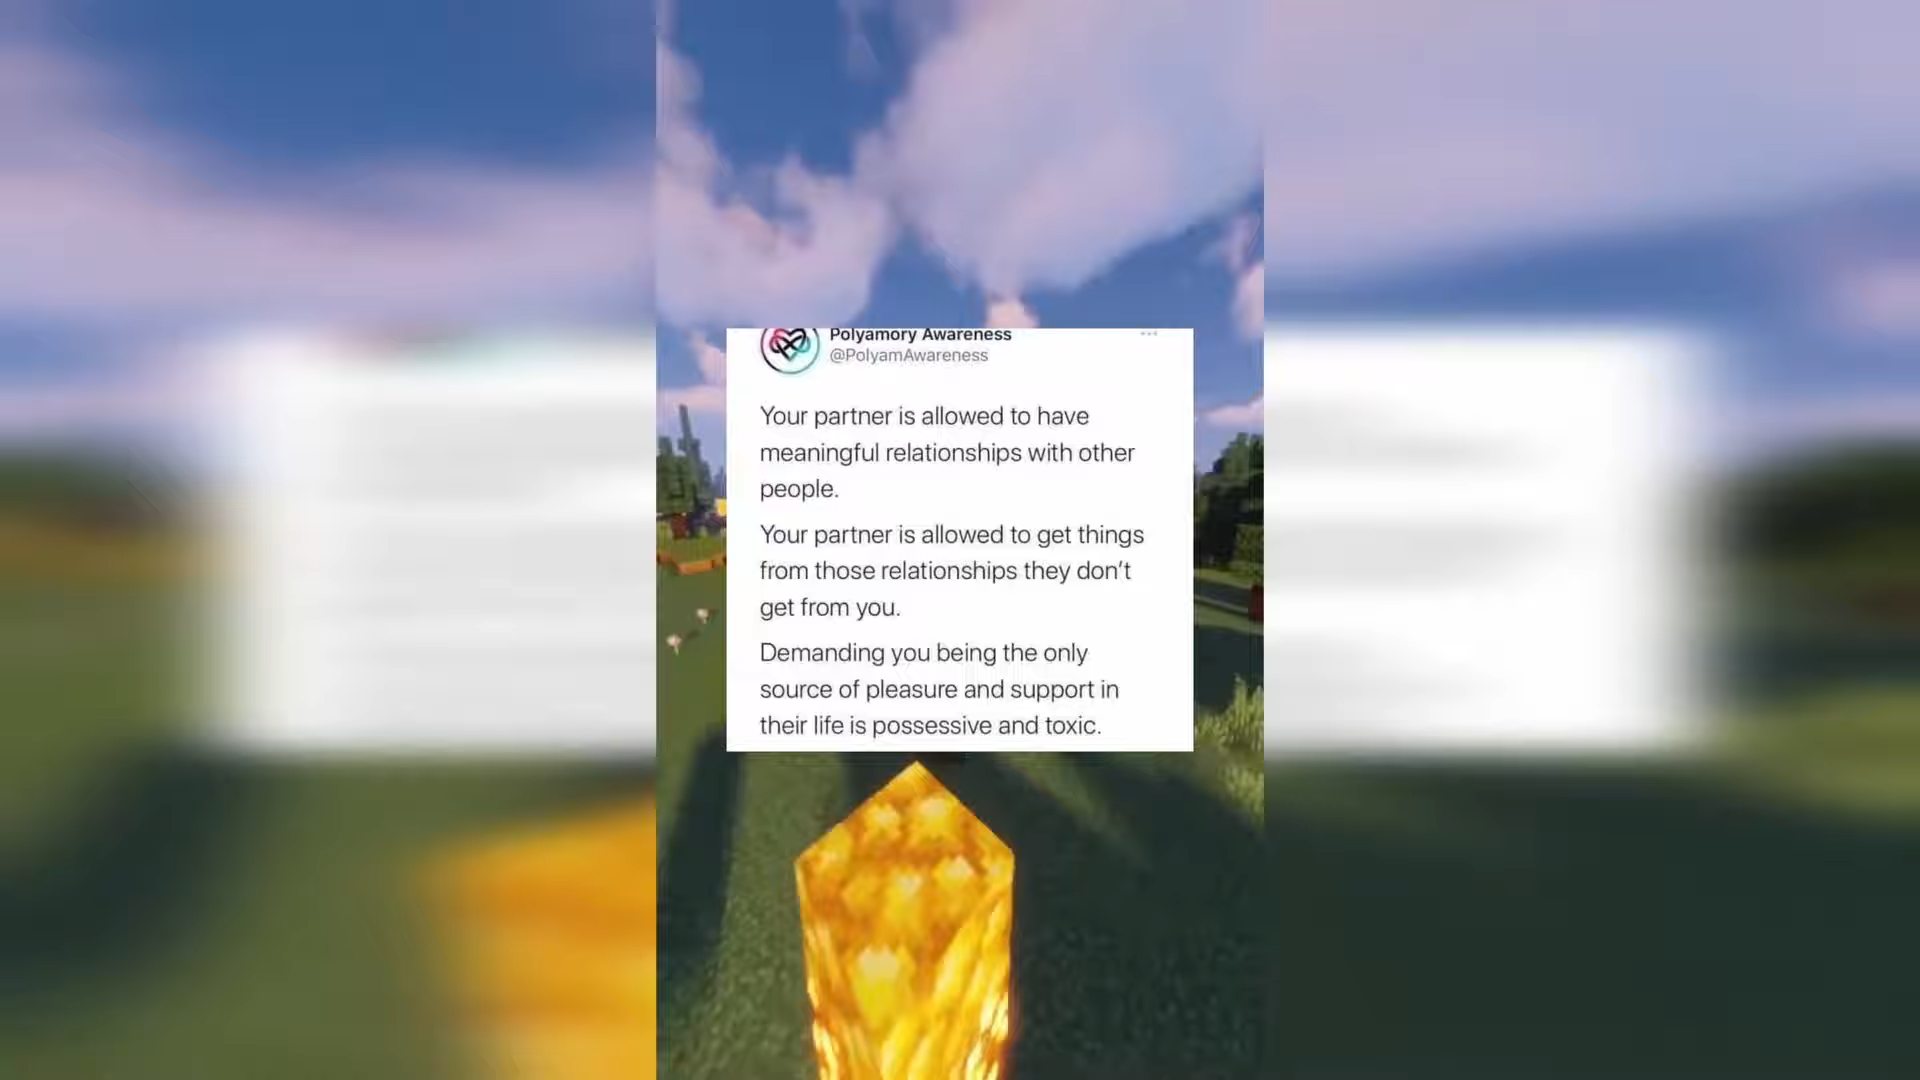 Polyamory Awareness
@PolyamAwareness
Your partner is allowed to have
meaningful relationships with other
people.
Your partner is allowed to get things
from those relationships they don’t
get from you.
Demanding you being the only
source of pleasure and support in
their life is possessive and toxic.